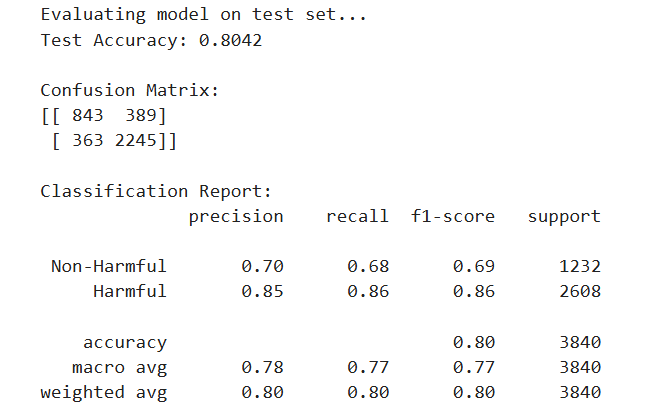 Evaluating model on test set...
Test Accuracy: 0.8042
Confusion Matrix:
[[ 843  389]
 [ 363 2245]]
Classification Report:
              precision    recall  f1-score   support
 Non-Harmful       0.70      0.68      0.69      1232
     Harmful       0.85      0.86      0.86      2608
    accuracy                           0.80      3840
   macro avg       0.78      0.77      0.77      3840
weighted avg       0.80      0.80      0.80      3840